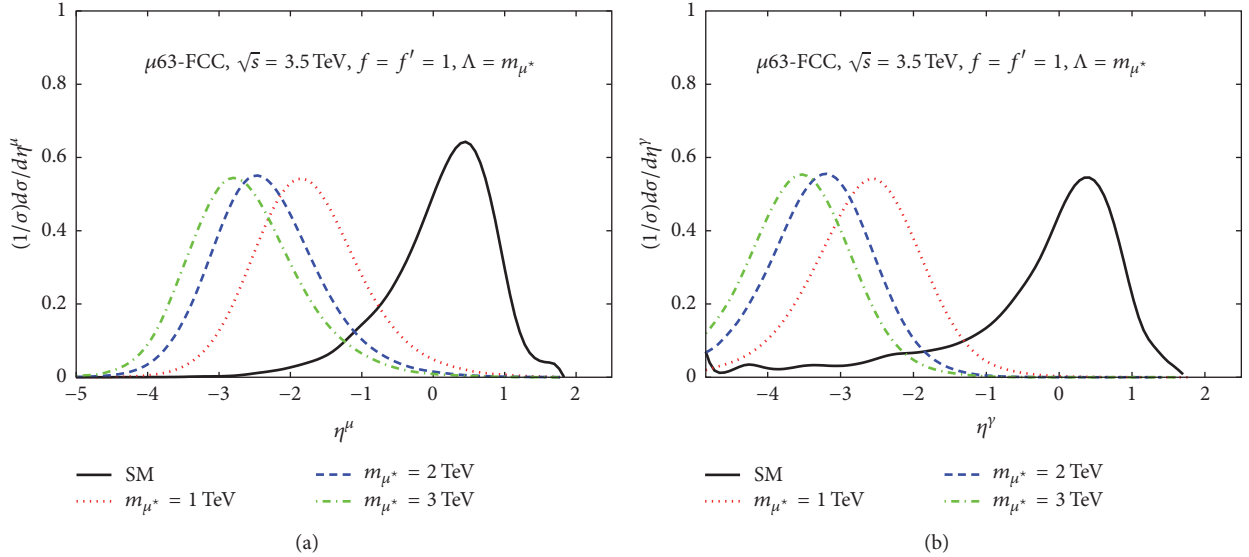 μ63-FCC, √s = 3.5 TeV, f = f′ = 1, Λ = m_μ⋆
(1/σ)dσ/dη^μ
1
0.8
0.6
0.4
0.2
0
−5 −4 −3 −2 −1 0 1 2
η^μ
SM
m_μ⋆ = 1 TeV
m_μ⋆ = 2 TeV
m_μ⋆ = 3 TeV
(a)
μ63-FCC, √s = 3.5 TeV, f = f′ = 1, Λ = m_μ⋆
(1/σ)dσ/dη^γ
1
0.8
0.6
0.4
0.2
0
−4 −3 −2 −1 0 1 2
η^γ
SM
m_μ⋆ = 1 TeV
m_μ⋆ = 2 TeV
m_μ⋆ = 3 TeV
(b)